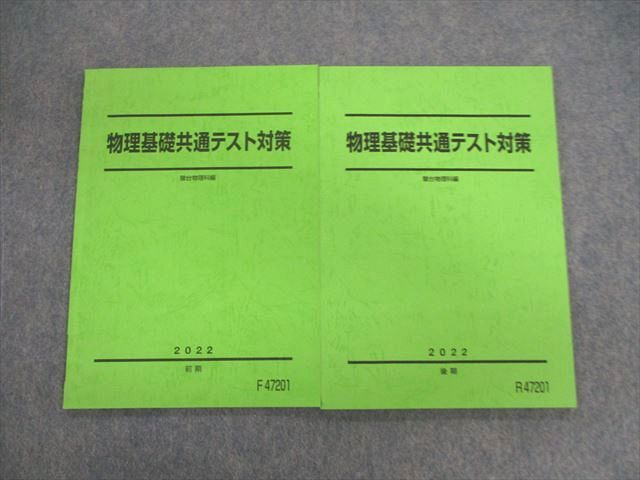 物理基礎共通テスト対策
駿台物理科編
2022
前期
F47201
物理基礎共通テスト対策
駿台物理科編
2022
後期
R47201